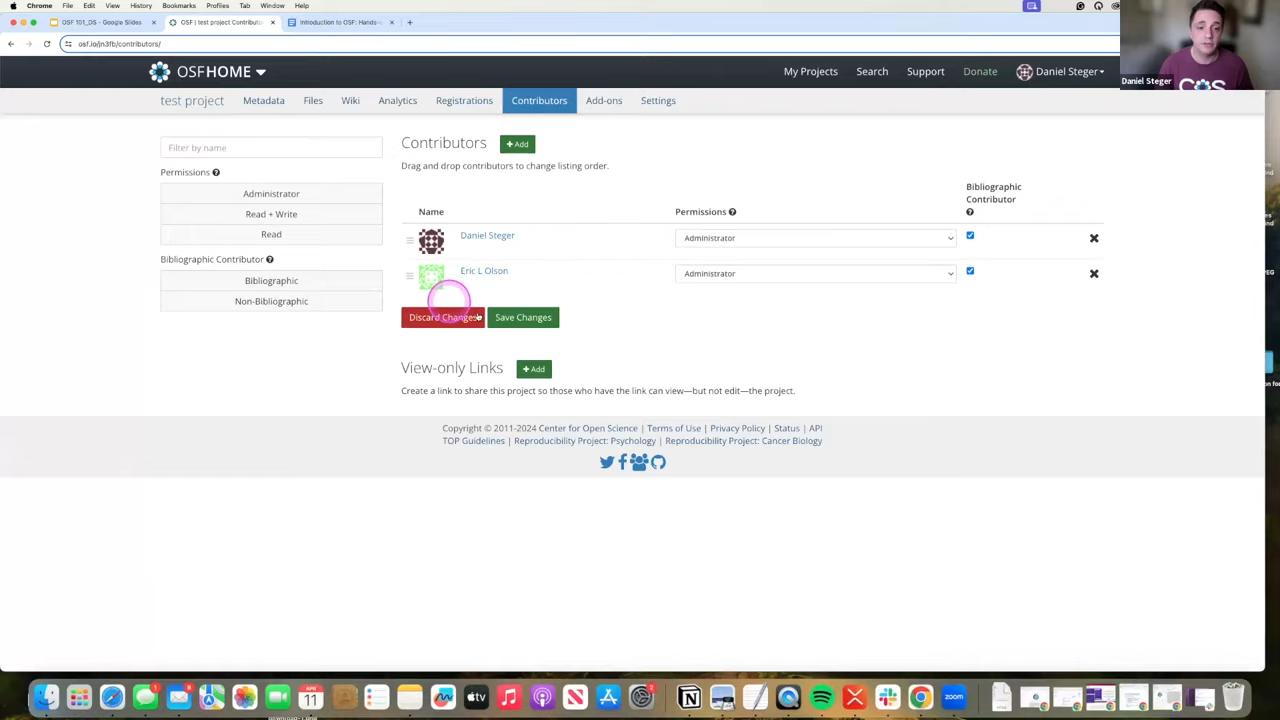 Chrome File Edit View History Bookmarks Profiles Tab Window Help
OSF 101_DS - Google Slides
OSF | test project Contributor
Introduction to OSF: Hands-
osf.io/jn3fb/contributors/
OSFHOME
My Projects Search Support Donate Daniel Steger
Daniel Steger
test project Metadata Files Wiki Analytics Registrations Contributors Add-ons Settings
Filter by name
Permissions
Administrator
Read + Write
Read
Bibliographic Contributor
Bibliographic
Non-Bibliographic
Contributors + Add
Drag and drop contributors to change listing order.
Name Permissions Bibliographic Contributor
Daniel Steger Administrator
Eric L Olson Administrator
Discard Changes Save Changes
View-only Links + Add
Create a link to share this project so those who have the link can view—but not edit—the project.
Copyright © 2011-2024 Center for Open Science | Terms of Use | Privacy Policy | Status | API
TOP Guidelines | Reproducibility Project: Psychology | Reproducibility Project: Cancer Biology
tv
APR
11
zoom